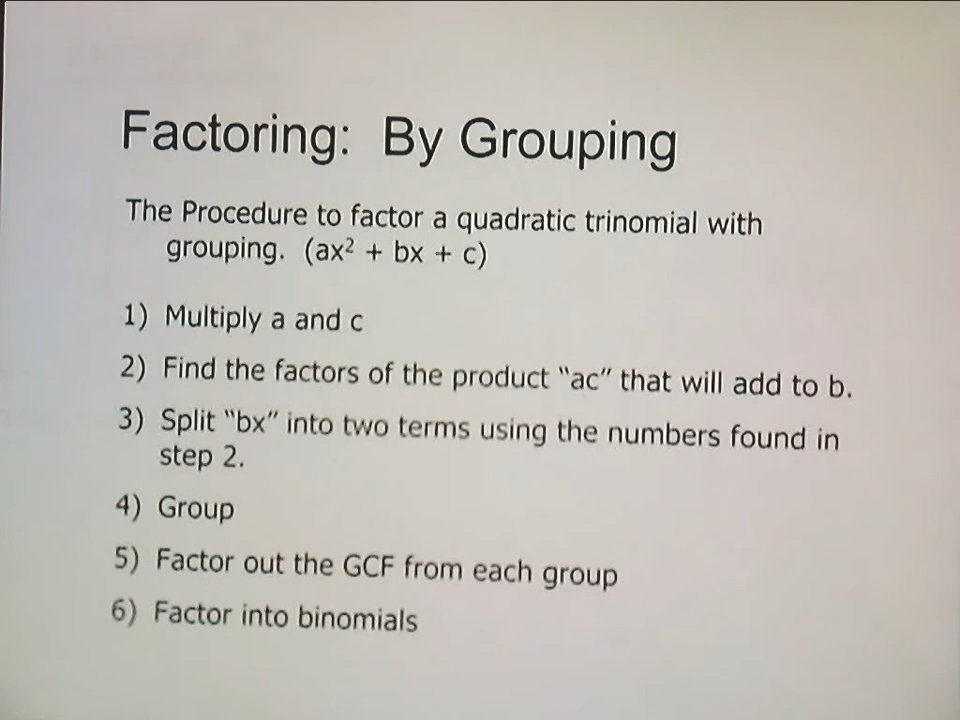 Factoring: By Grouping
The Procedure to factor a quadratic trinomial with
grouping. (ax² + bx + c)
1) Multiply a and c
2) Find the factors of the product “ac” that will add to b.
3) Split “bx” into two terms using the numbers found in
step 2.
4) Group
5) Factor out the GCF from each group
6) Factor into binomials